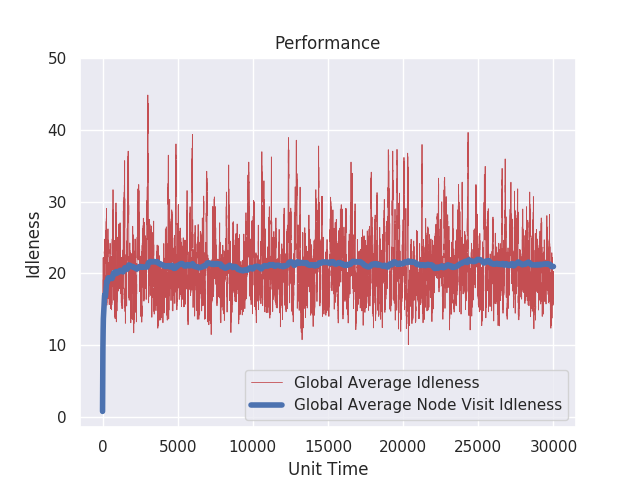 Performance
50
40
30
20
10
0
Idleness
Global Average Idleness
Global Average Node Visit Idleness
0 5000 10000 15000 20000 25000 30000
Unit Time